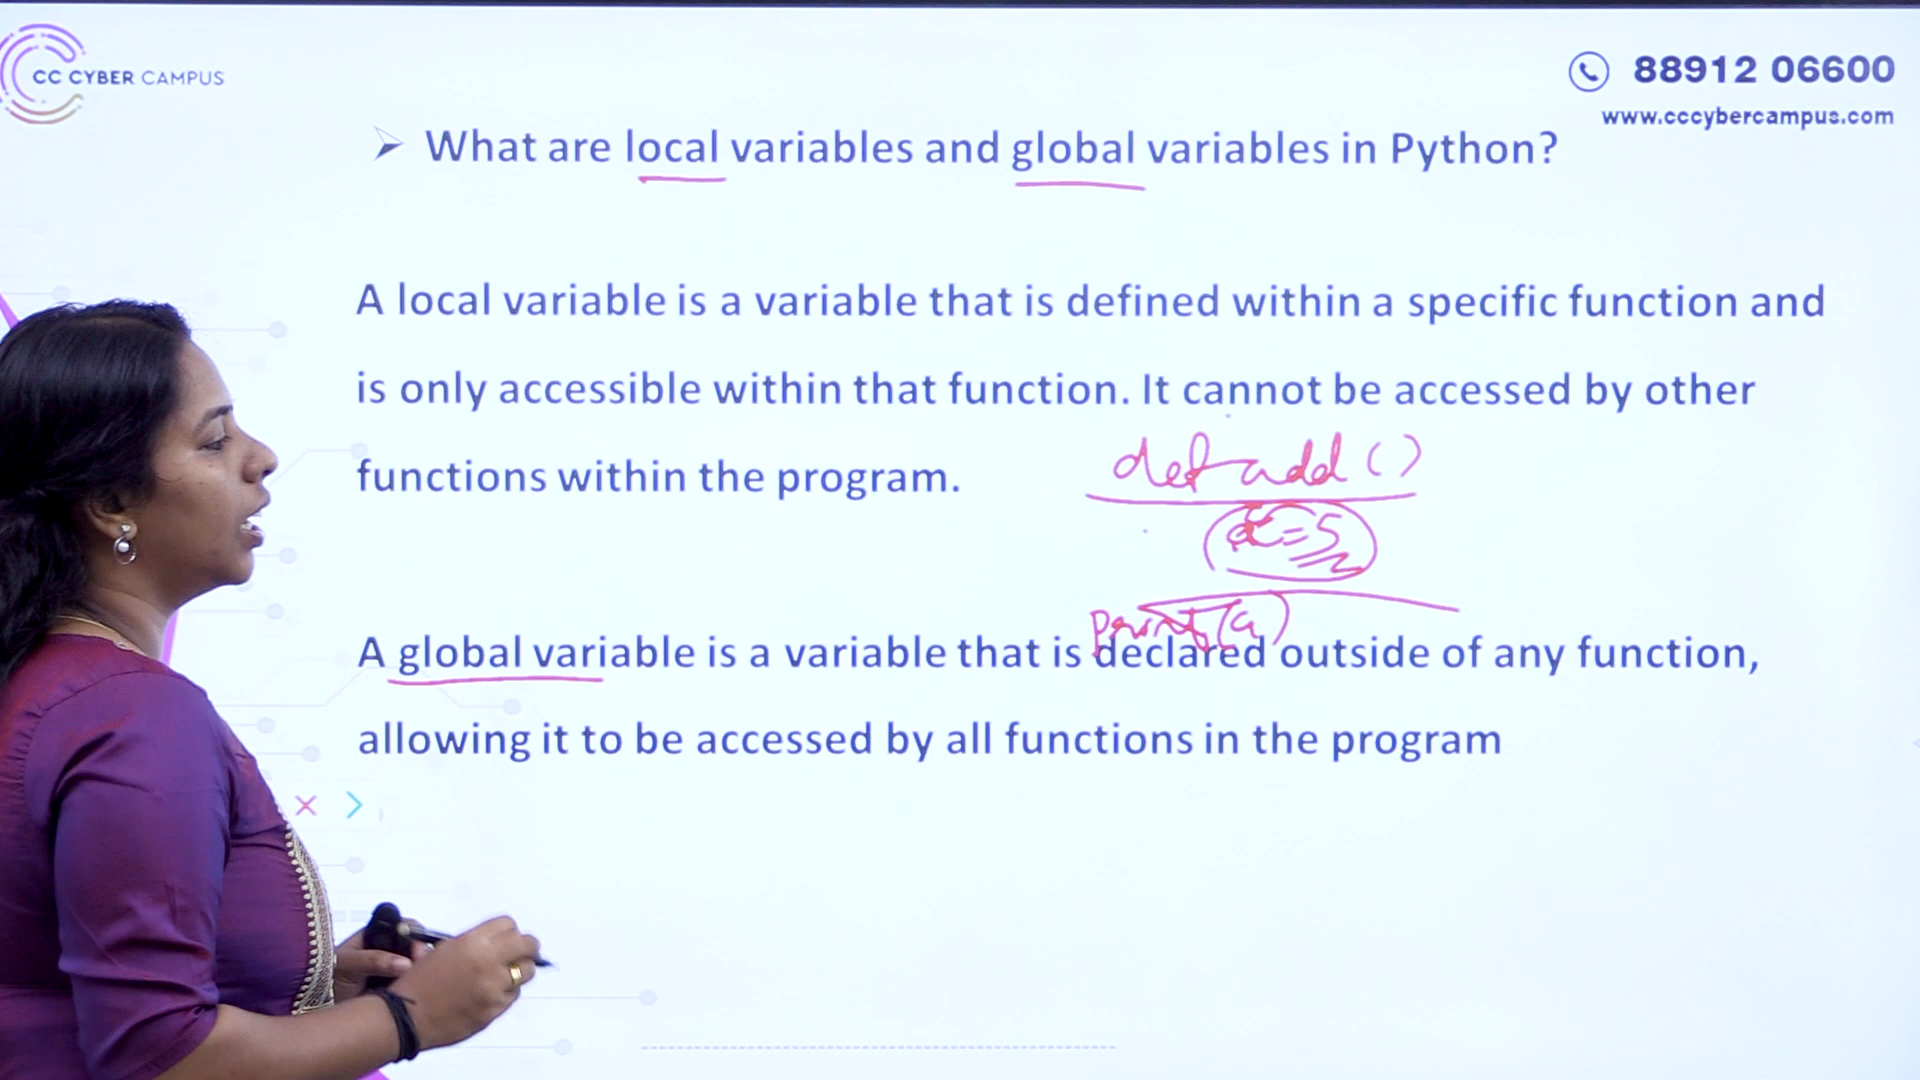 CC CYBER CAMPUS
88912 06600
www.cccybercampus.com
What are local variables and global variables in Python?
A local variable is a variable that is defined within a specific function and
is only accessible within that function. It cannot be accessed by other
functions within the program.
def add()
=5
print(a)
A global variable is a variable that is declared outside of any function,
allowing it to be accessed by all functions in the program